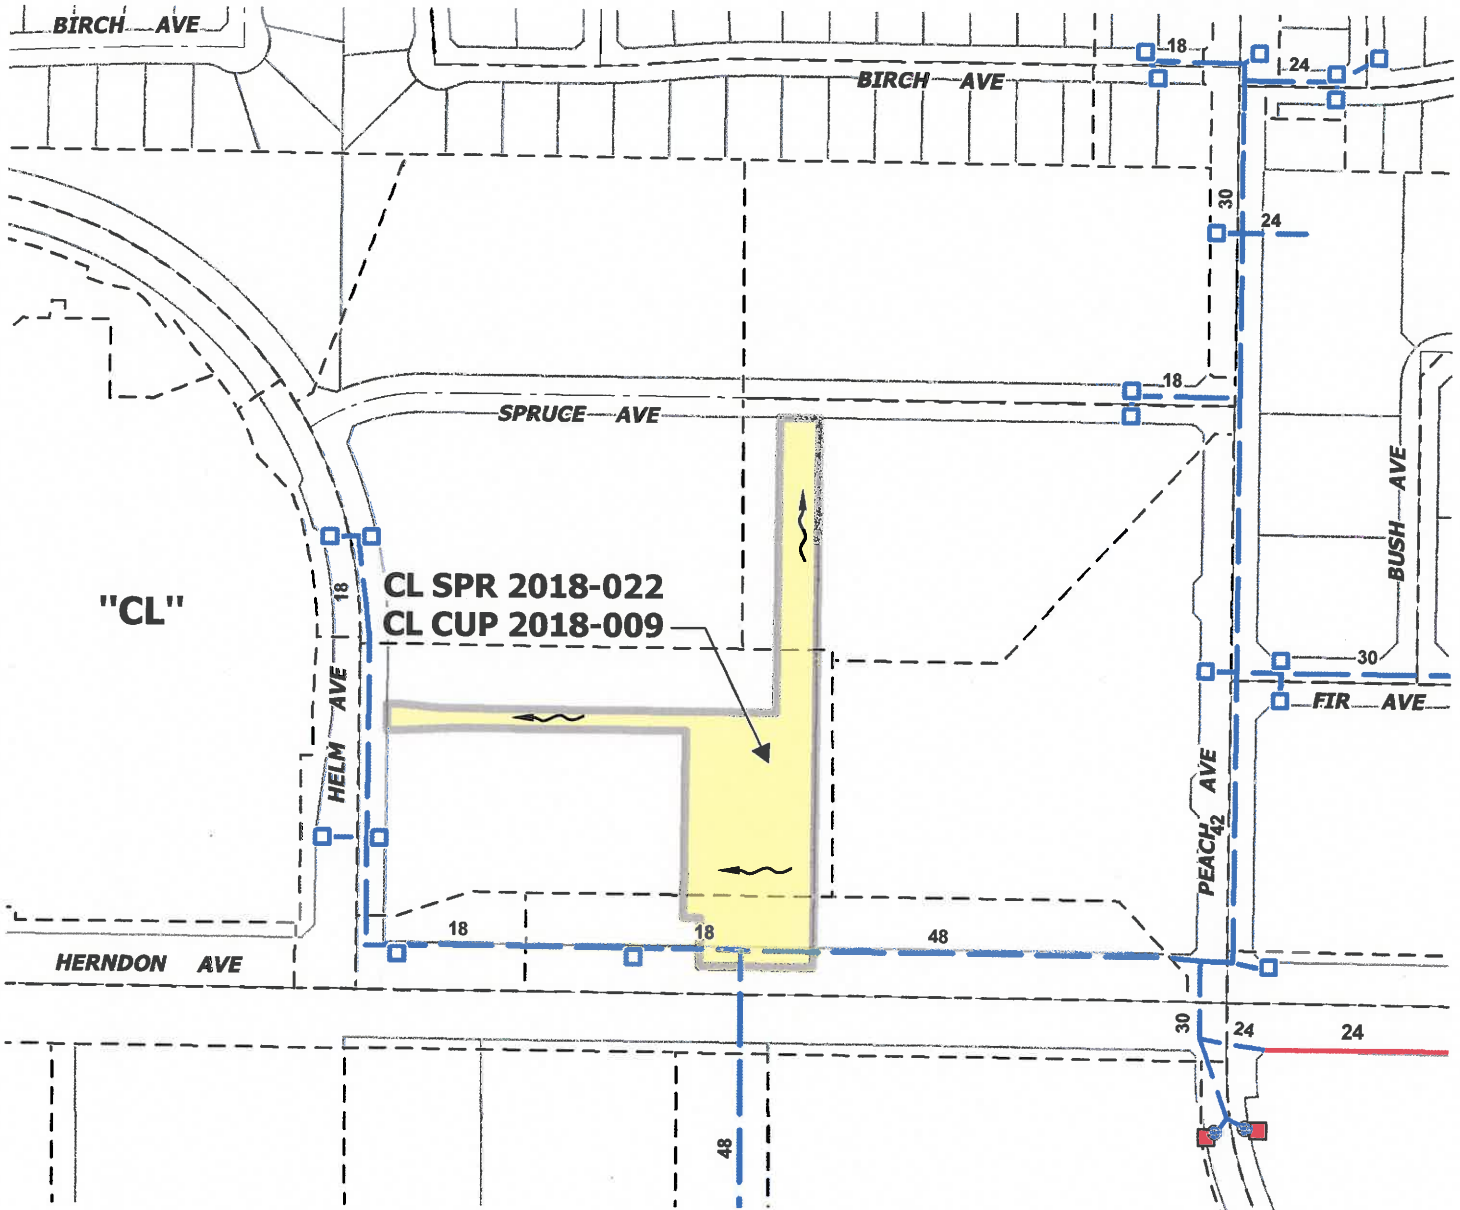 BIRCH AVE
18
24
BIRCH AVE
30
24
18
SPRUCE AVE
BUSH AVE
CL SPR 2018-022
CL CUP 2018-009
"CL"
18
30
HELM AVE
FIR AVE
PEACH AVE
42
18
18
48
HERNDON AVE
30
24
24
48